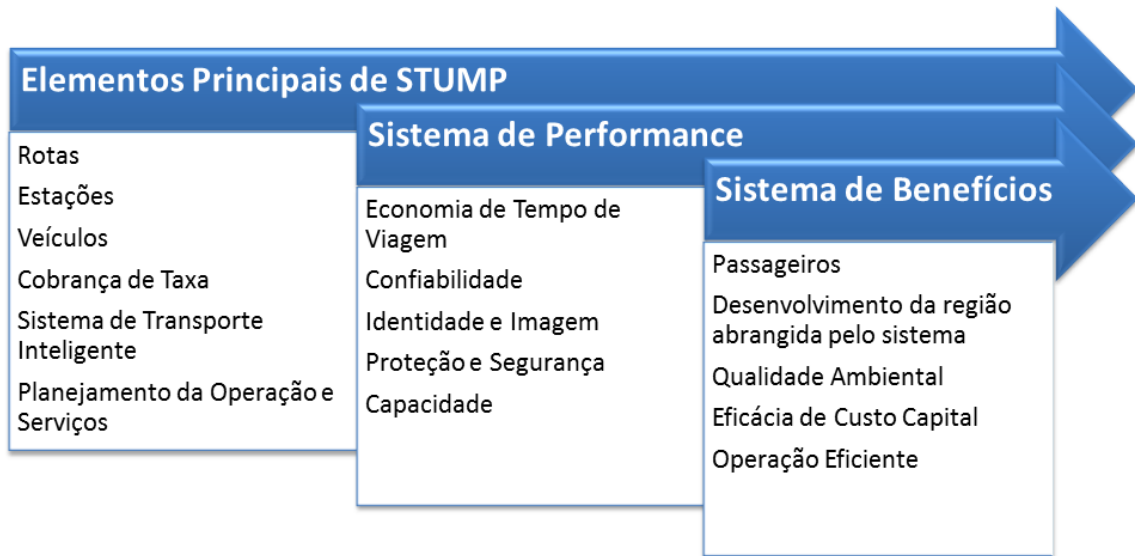 Elementos Principais de STUMP
Rotas
Estações
Veículos
Cobrança de Taxa
Sistema de Transporte
Inteligente
Planejamento da Operação e
Serviços
Sistema de Performance
Economia de Tempo de
Viagem
Confiabilidade
Identidade e Imagem
Proteção e Segurança
Capacidade
Sistema de Benefícios
Passageiros
Desenvolvimento da região
abrangida pelo sistema
Qualidade Ambiental
Eficácia de Custo Capital
Operação Eficiente